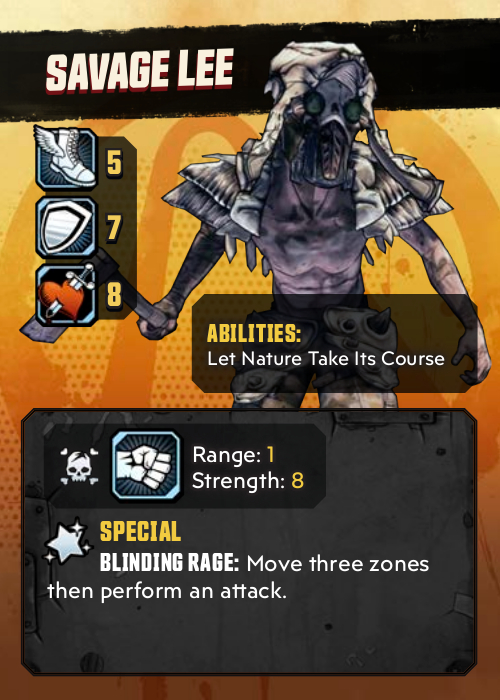 SAVAGE LEE
5
7
8
ABILITIES:
Let Nature Take Its Course
Range: 1
Strength: 8
SPECIAL
BLINDING RAGE: Move three zones
then perform an attack.